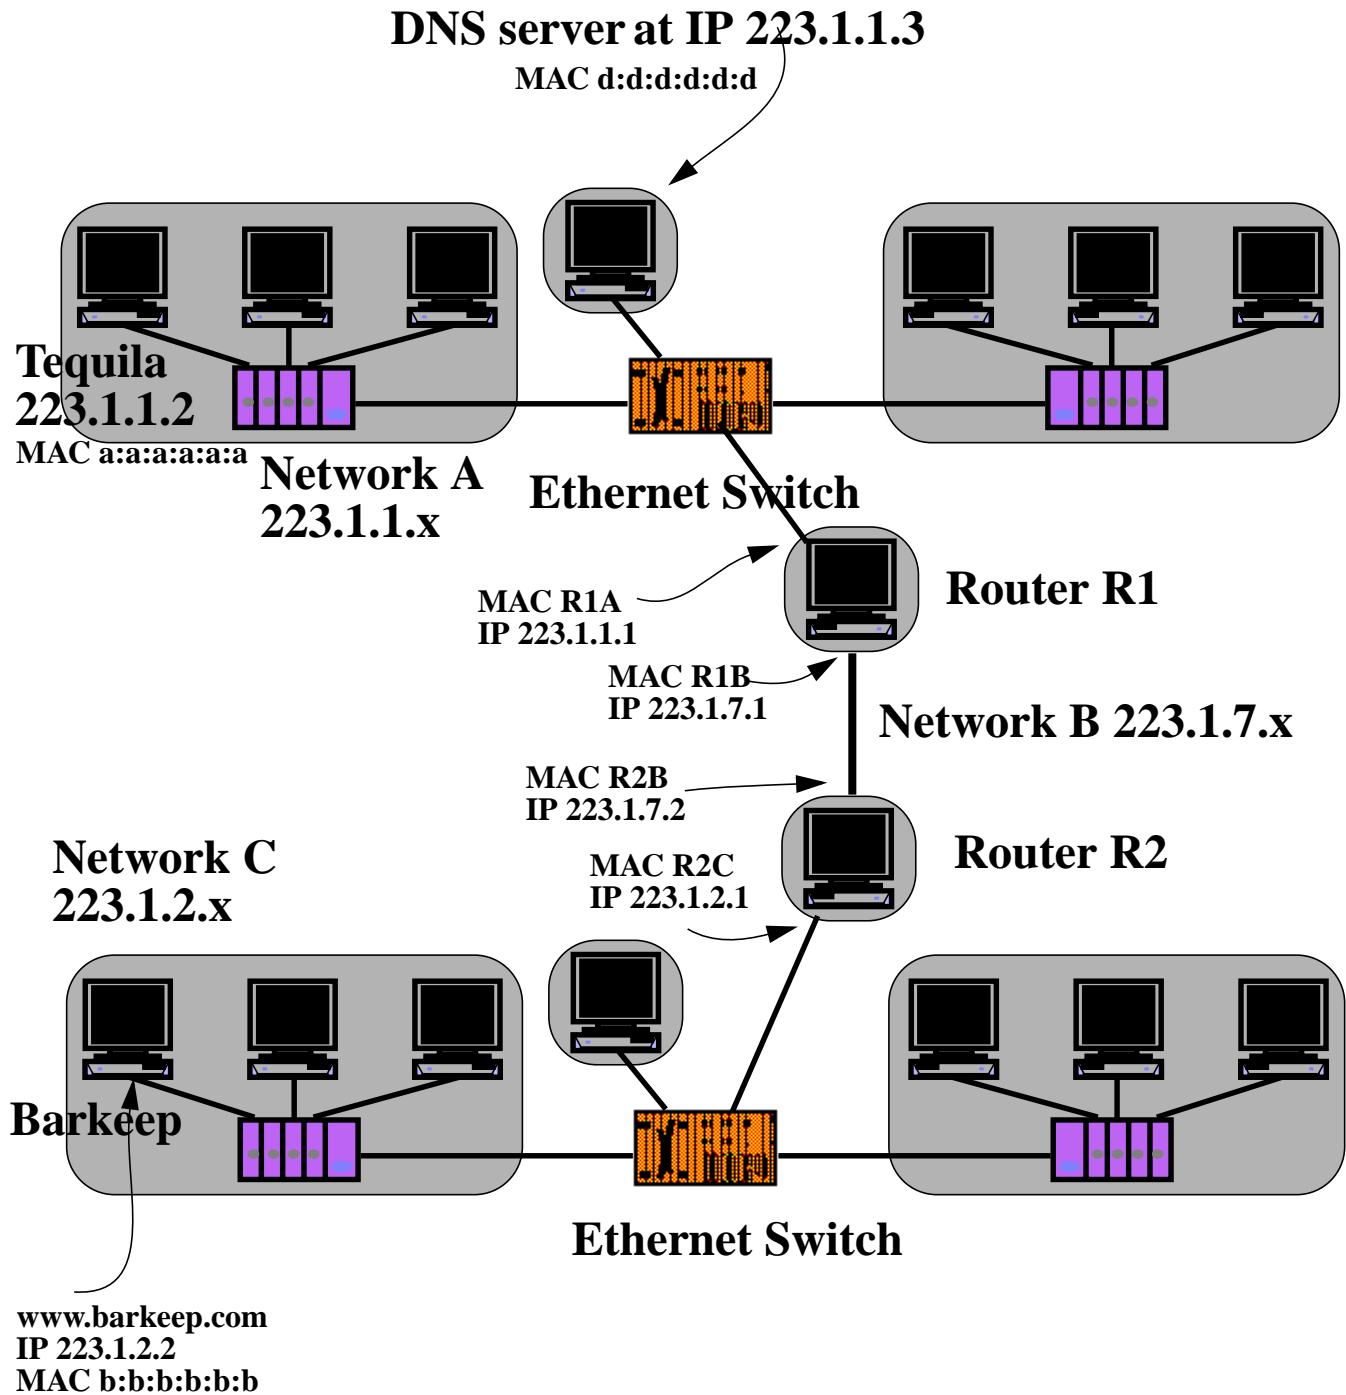 DNS server at IP 223.1.1.3
MAC d:d:d:d:d:d
Tequila
223.1.1.2
MAC a:a:a:a:a:a
Network A
223.1.1.x
Ethernet Switch
MAC R1A
IP 223.1.1.1
Router R1
MAC R1B
IP 223.1.7.1
Network B 223.1.7.x
MAC R2B
IP 223.1.7.2
Router R2
MAC R2C
IP 223.1.2.1
Network C
223.1.2.x
Barkeep
Ethernet Switch
www.barkeep.com
IP 223.1.2.2
MAC b:b:b:b:b:b